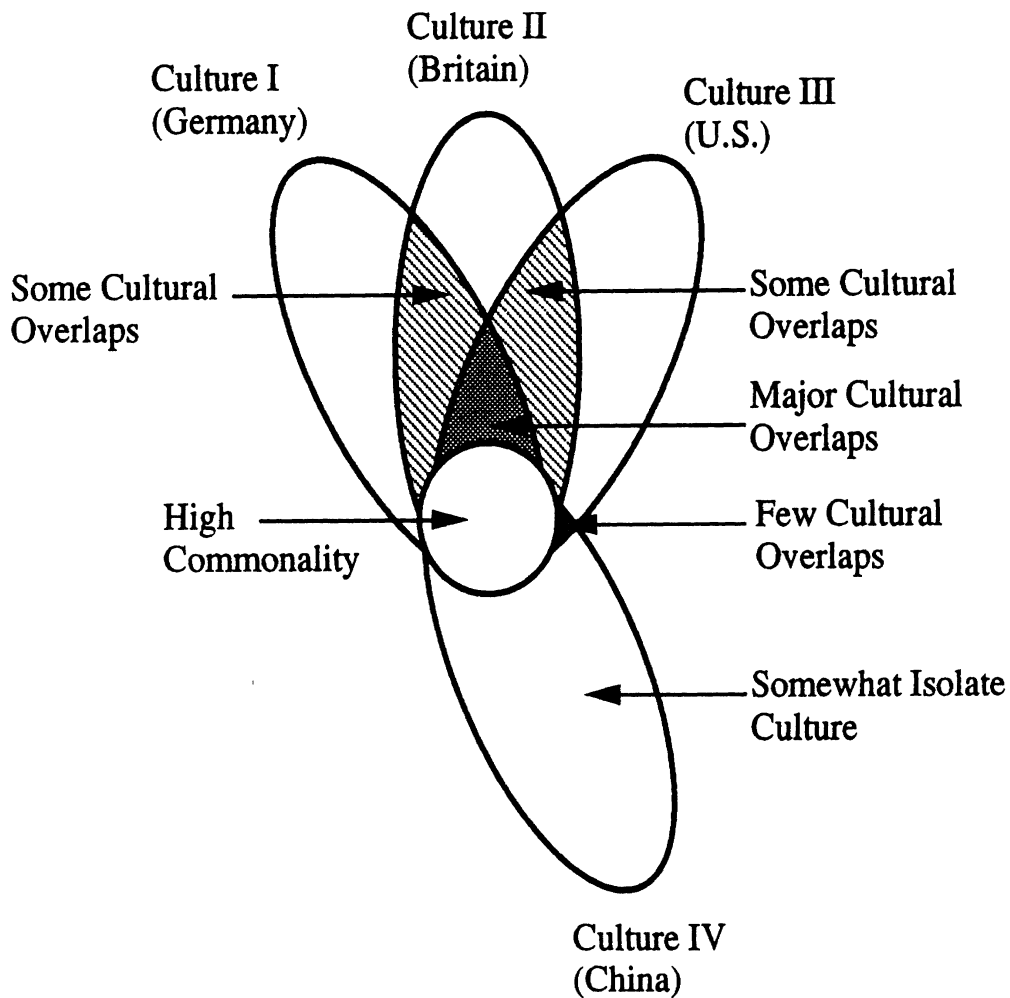 Culture II
(Britain)
Culture I
(Germany)
Culture III
(U.S.)
Some Cultural
Overlaps
Some Cultural
Overlaps
Major Cultural
Overlaps
High
Commonality
Few Cultural
Overlaps
Somewhat Isolate
Culture
Culture IV
(China)